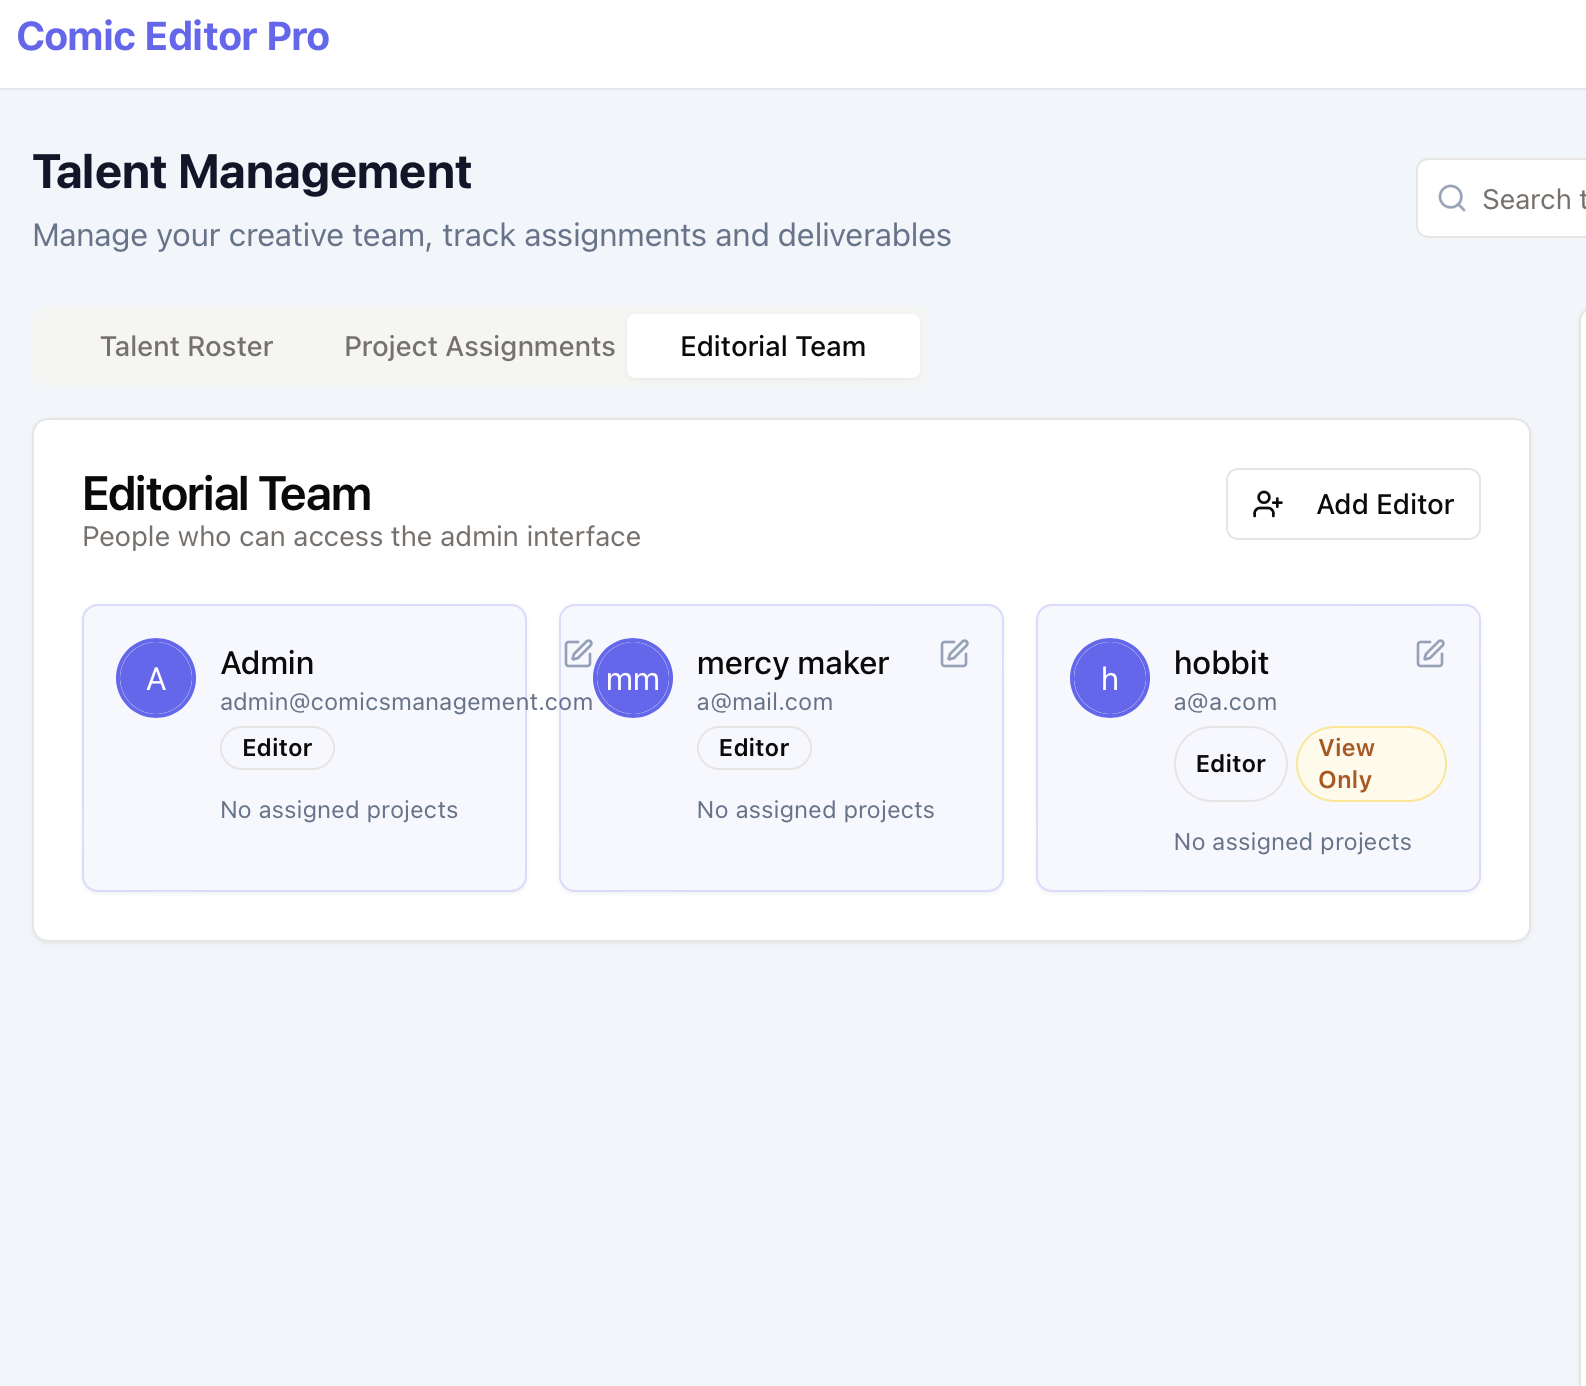 Comic Editor Pro
Talent Management
Manage your creative team, track assignments and deliverables
Search
Talent Roster
Project Assignments
Editorial Team
Editorial Team
People who can access the admin interface
Add Editor
A
Admin
admin@comicsmanagement.com
Editor
No assigned projects
mm
mercy maker
a@mail.com
Editor
No assigned projects
h
hobbit
a@a.com
Editor
View
Only
No assigned projects